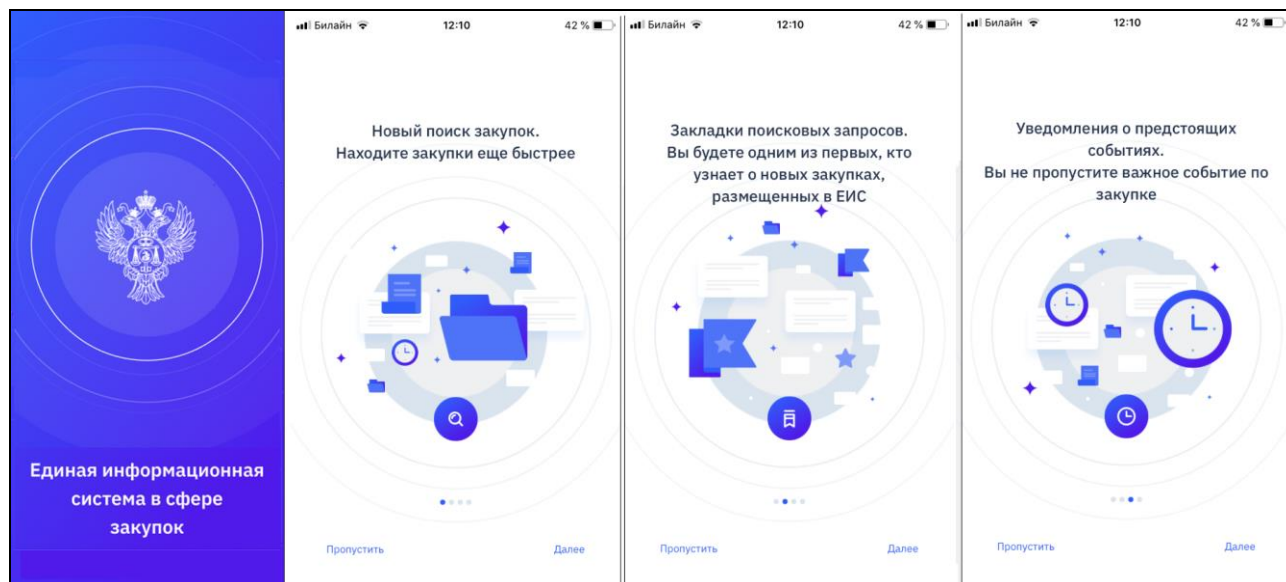 Единая информационная
система в сфере
закупок
Билайн 12:10 42 %
Новый поиск закупок.
Находите закупки еще быстрее
Пропустить Далее
Билайн 12:10 42 %
Закладки поисковых запросов.
Вы будете одним из первых, кто
узнает о новых закупках,
размещенных в ЕИС
Пропустить Далее
Билайн 12:10 42 %
Уведомления о предстоящих
событиях.
Вы не пропустите важное событие по
закупке
Пропустить Далее